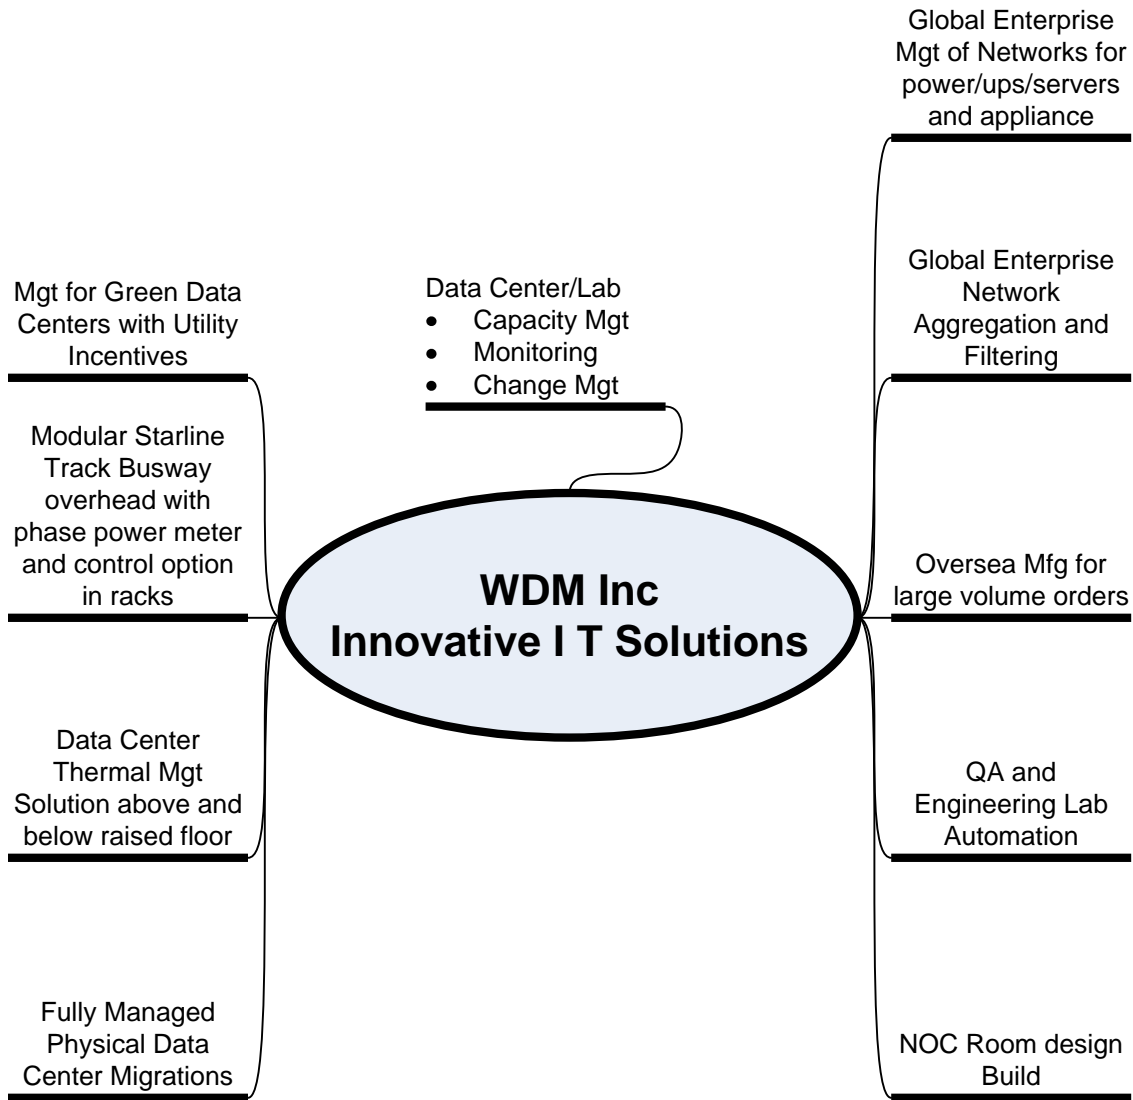 Global Enterprise
Mgt of Networks for
power/ups/servers
and appliance
Mgt for Green Data
Centers with Utility
Incentives
Data Center/Lab
• Capacity Mgt
• Monitoring
• Change Mgt
Global Enterprise
Network
Aggregation and
Filtering
Modular Starline
Track Busway
overhead with
phase power meter
and control option
in racks
WDM Inc
Innovative I T Solutions
Oversea Mfg for
large volume orders
Data Center
Thermal Mgt
Solution above and
below raised floor
QA and
Engineering Lab
Automation
Fully Managed
Physical Data
Center Migrations
NOC Room design
Build